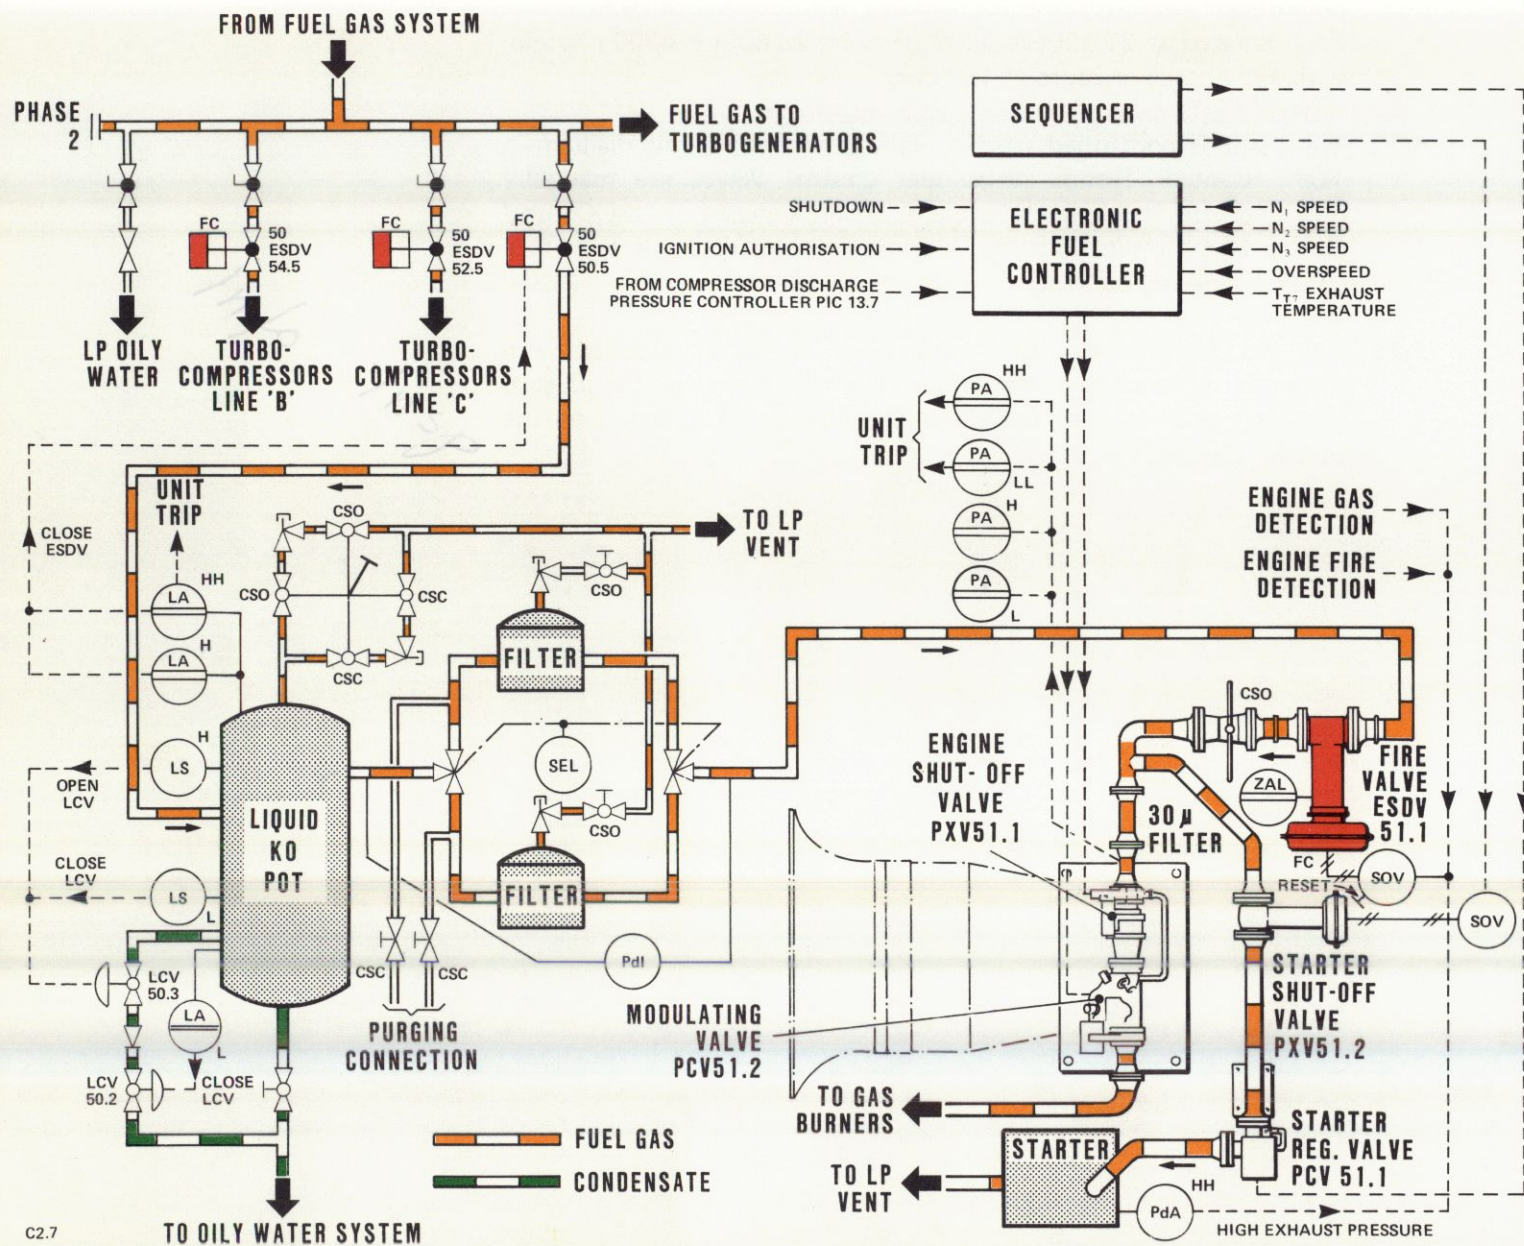 FROM FUEL GAS SYSTEM
PHASE
2
FUEL GAS TO
TURBOGENERATORS
FC
50
ESDV
54.5
FC
50
ESDV
52.5
FC
50
ESDV
50.5
LP OILY
WATER
TURBO-
COMPRESSORS
LINE 'B'
TURBO-
COMPRESSORS
LINE 'C'
SEQUENCER
ELECTRONIC
FUEL
CONTROLLER
SHUTDOWN
IGNITION AUTHORISATION
FROM COMPRESSOR DISCHARGE
PRESSURE CONTROLLER PIC 13.7
N₁ SPEED
N₂ SPEED
N₃ SPEED
OVERSPEED
T_T7 EXHAUST
TEMPERATURE
HH
PA
UNIT
TRIP
PA
LL
H
PA
PA
L
ENGINE GAS
DETECTION
ENGINE FIRE
DETECTION
CLOSE
ESDV
UNIT
TRIP
HH
LA
H
LA
H
LS
OPEN
LCV
CLOSE
LCV
LS
L
LIQUID
KO
POT
CSO
CSO
CSC
CSC
TO LP
VENT
CSO
FILTER
SEL
CSO
FILTER
CSC
CSC
PURGING
CONNECTION
PdI
LCV
50.3
LA
L
LCV
50.2
CLOSE
LCV
ENGINE
SHUT-OFF
VALVE
PXV51.1
30 µ
FILTER
CSO
ZAL
FIRE
VALVE
ESDV
51.1
FC
SOV
RESET
SOV
MODULATING
VALVE
PCV51.2
STARTER
SHUT-OFF
VALVE
PXV51.2
TO GAS
BURNERS
STARTER
STARTER
REG. VALVE
PCV 51.1
TO LP
VENT
HH
PdA
HIGH EXHAUST PRESSURE
FUEL GAS
CONDENSATE
C2.7
TO OILY WATER SYSTEM